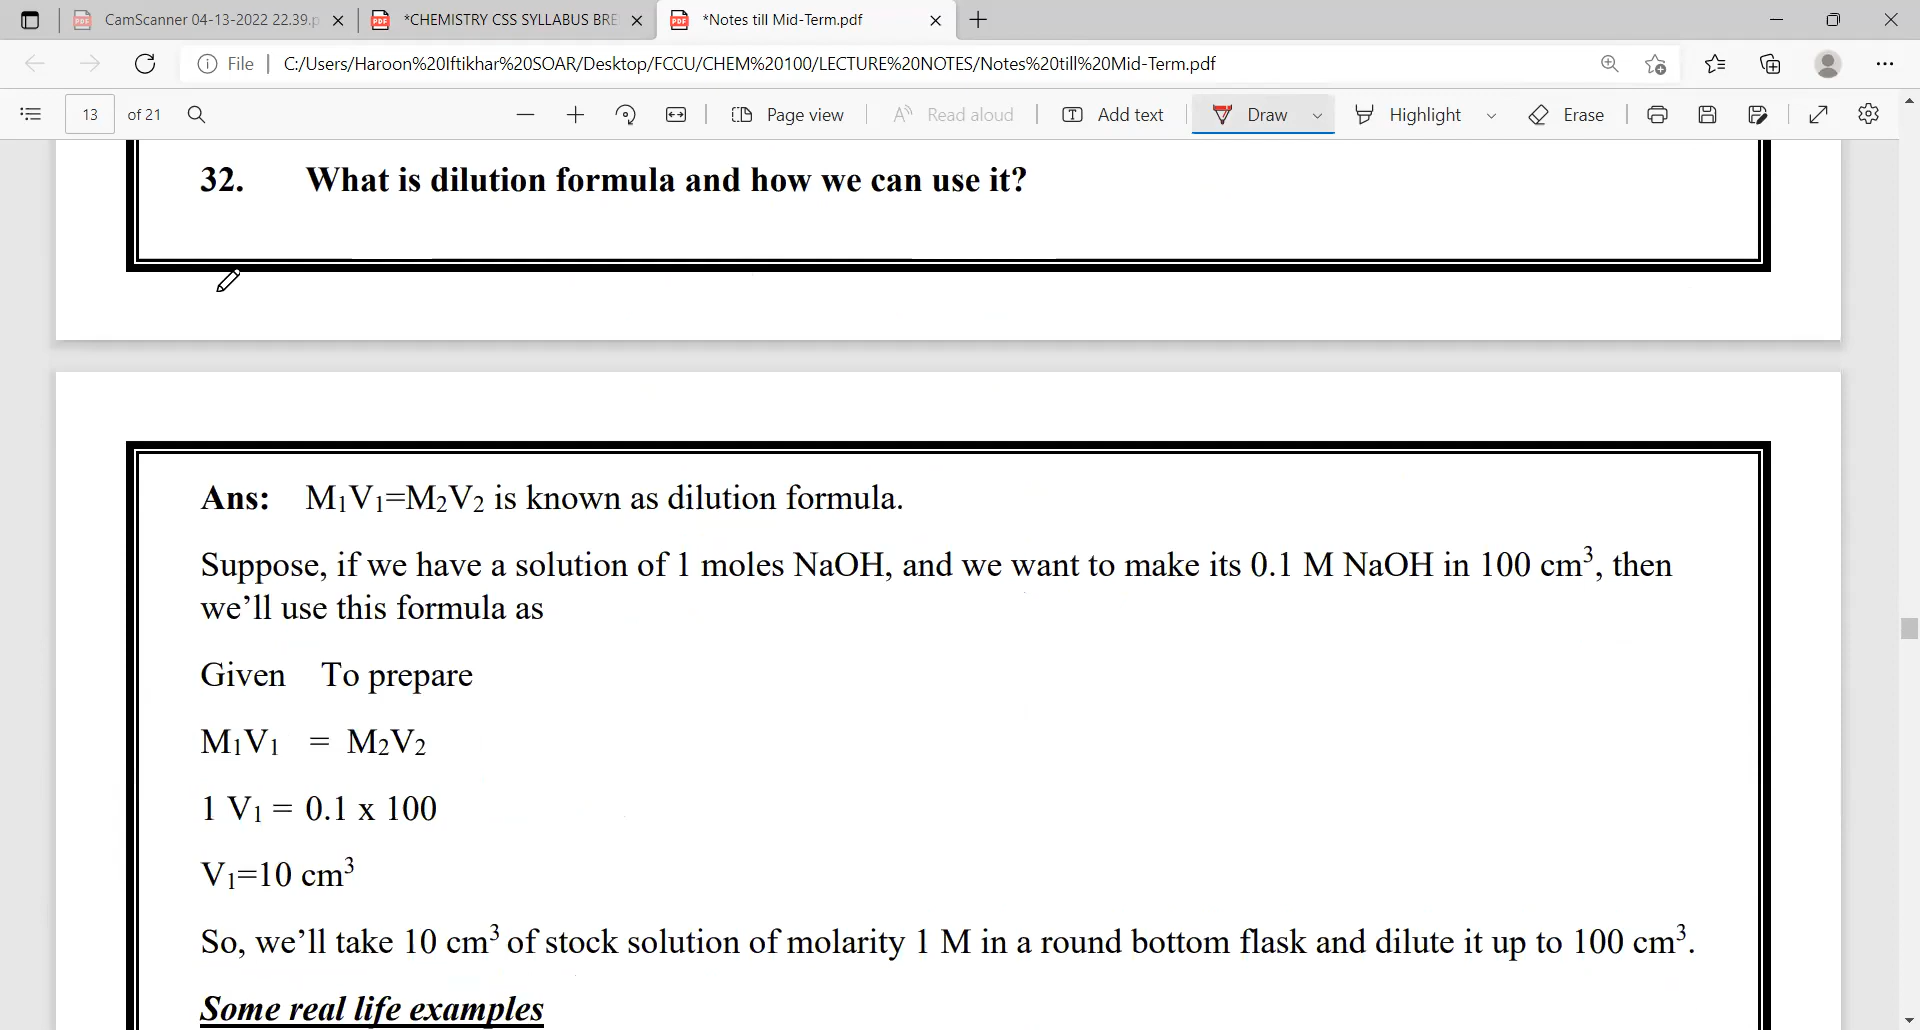 CamScanner 04-13-2022 22.39.p
*CHEMISTRY CSS SYLLABUS BRE
*Notes till Mid-Term.pdf
File
C:/Users/Haroon%20Iftikhar%20SOAR/Desktop/FCCU/CHEM%20100/LECTURE%20NOTES/Notes%20till%20Mid-Term.pdf
13 of 21
Page view
Read aloud
Add text
Draw
Highlight
Erase
32. What is dilution formula and how we can use it?
Ans: M₁V₁=M₂V₂ is known as dilution formula.
Suppose, if we have a solution of 1 moles NaOH, and we want to make its 0.1 M NaOH in 100 cm³, then
we’ll use this formula as
Given To prepare
M₁V₁ = M₂V₂
1 V₁ = 0.1 x 100
V₁=10 cm³
So, we’ll take 10 cm³ of stock solution of molarity 1 M in a round bottom flask and dilute it up to 100 cm³.
Some real life examples